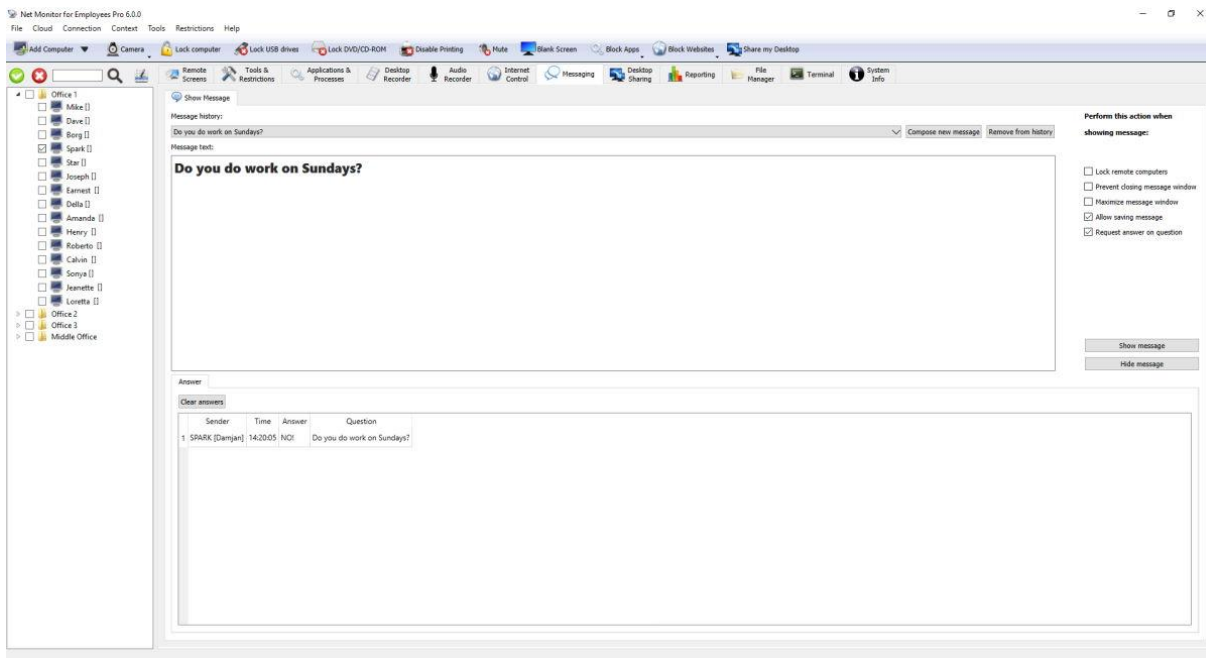 Net Monitor for Employees Pro 6.0.0
File Cloud Connection Context Tools Restrictions Help
Add Computer Camera Lock computer Lock USB drives Lock DVD/CD-ROM Disable Printing Mute Blank Screen Block Apps Block Websites Share my Desktop
Remote Screens Tools & Restrictions Applications & Processes Desktop Recorder Audio Recorder Internet Control Messaging Desktop Sharing Reporting File Manager Terminal System Info
Office 1
Mike []
Dave []
Borg []
Spark []
Star []
Joseph []
Earnest []
Della []
Amanda []
Henry []
Roberto []
Calvin []
Sonya []
Jeanette []
Loretta []
Office 2
Office 3
Middle Office
Show Message
Message history:
Do you do work on Sundays? Compose new message Remove from history
Message text:
Do you do work on Sundays?
Perform this action when
showing message:
Lock remote computers
Prevent closing message window
Maximize message window
Allow saving message
Request answer on question
Show message
Hide message
Answer
Clear answers
Sender Time Answer Question
1 SPARK [Damjan] 14:20:05 NO! Do you do work on Sundays?